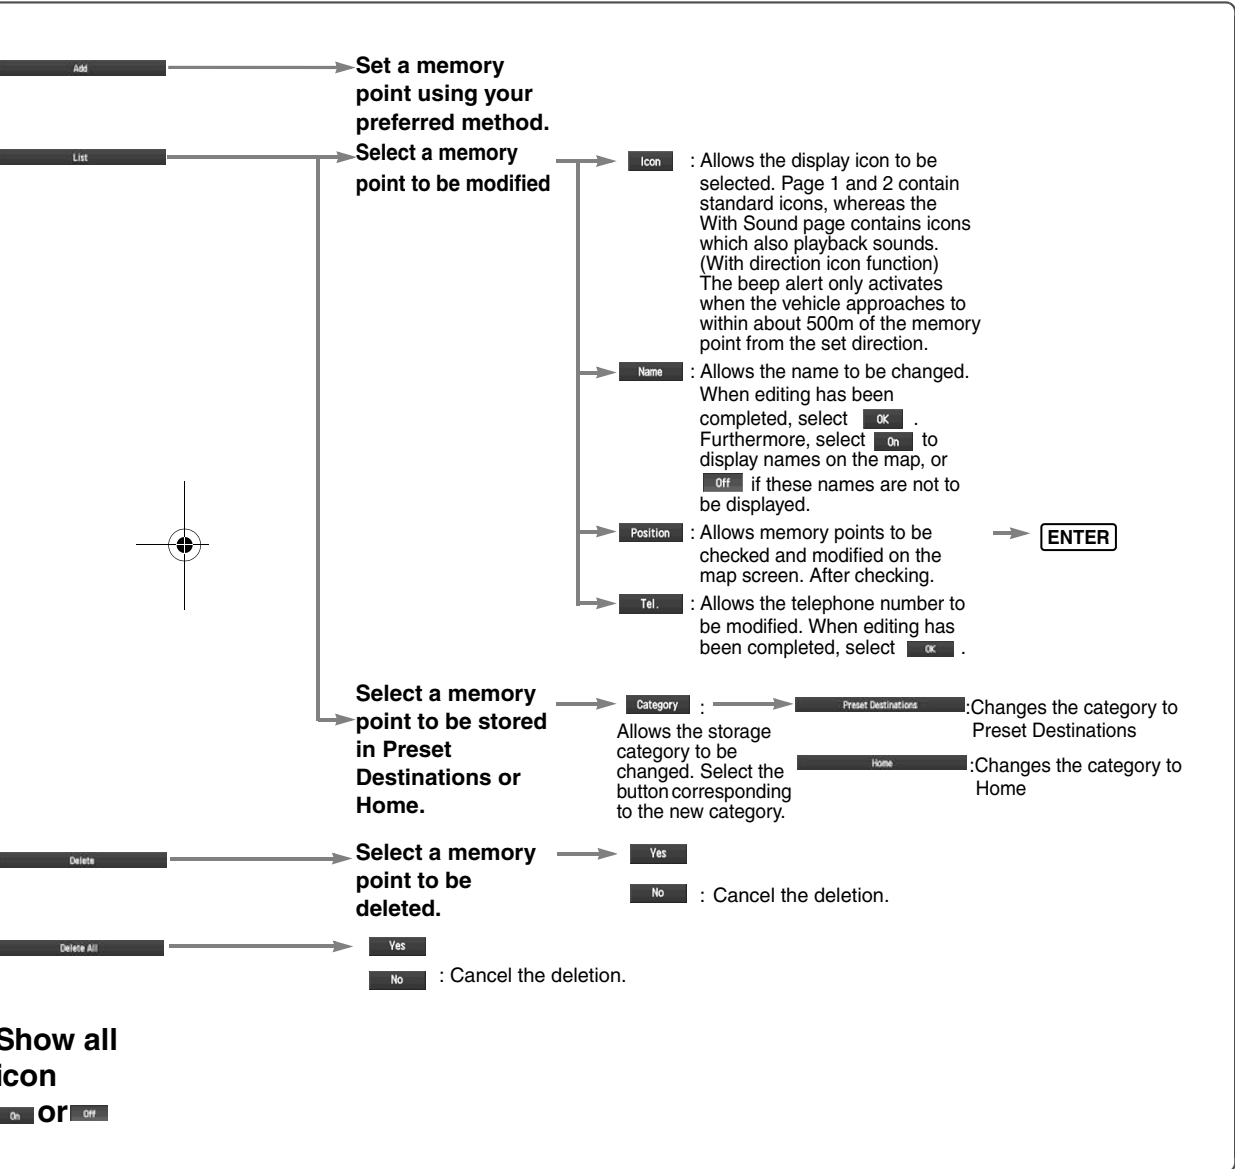 Add
Set a memory
point using your
preferred method.
List
Select a memory
point to be modified
Icon : Allows the display icon to be
selected. Page 1 and 2 contain
standard icons, whereas the
With Sound page contains icons
which also playback sounds.
(With direction icon function)
The beep alert only activates
when the vehicle approaches to
within about 500m of the memory
point from the set direction.
Name : Allows the name to be changed.
When editing has been
completed, select OK .
Furthermore, select On to
display names on the map, or
Off if these names are not to
be displayed.
Position : Allows memory points to be
checked and modified on the
map screen. After checking.
ENTER
Tel. : Allows the telephone number to
be modified. When editing has
been completed, select OK .
Select a memory
point to be stored
in Preset
Destinations or
Home.
Category :
Allows the storage
category to be
changed. Select the
button corresponding
to the new category.
Preset Destinations :Changes the category to
Preset Destinations
Home :Changes the category to
Home
Delete
Select a memory
point to be
deleted.
Yes
No : Cancel the deletion.
Delete All
Yes
No : Cancel the deletion.
Show all
icon
On or Off